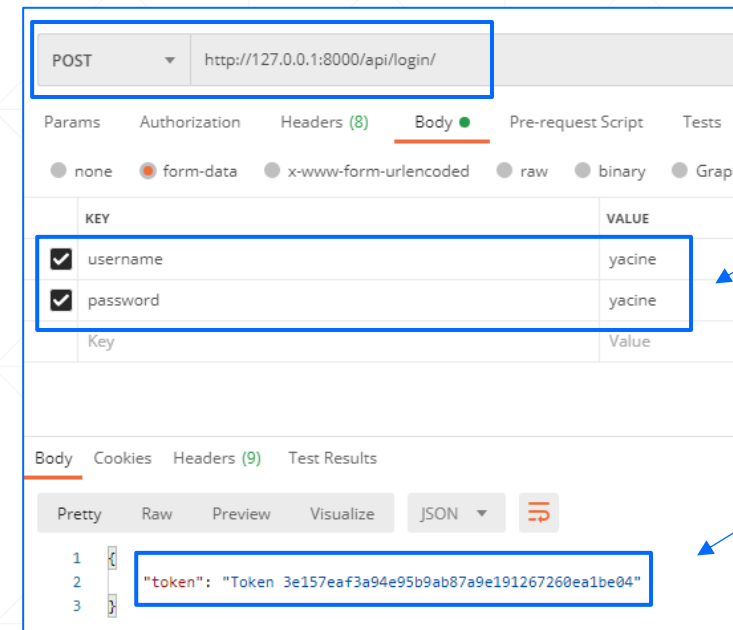 POST http://127.0.0.1:8000/api/login/
Params Authorization Headers (8) Body Pre-request Script Tests
none form-data x-www-form-urlencoded raw binary Grap
KEY VALUE
username yacine
password yacine
Key Value
Body Cookies Headers (9) Test Results
Pretty Raw Preview Visualize JSON
1 {
2 "token": "Token 3e157eaf3a94e95b9ab87a9e191267260ea1be04"
3 }